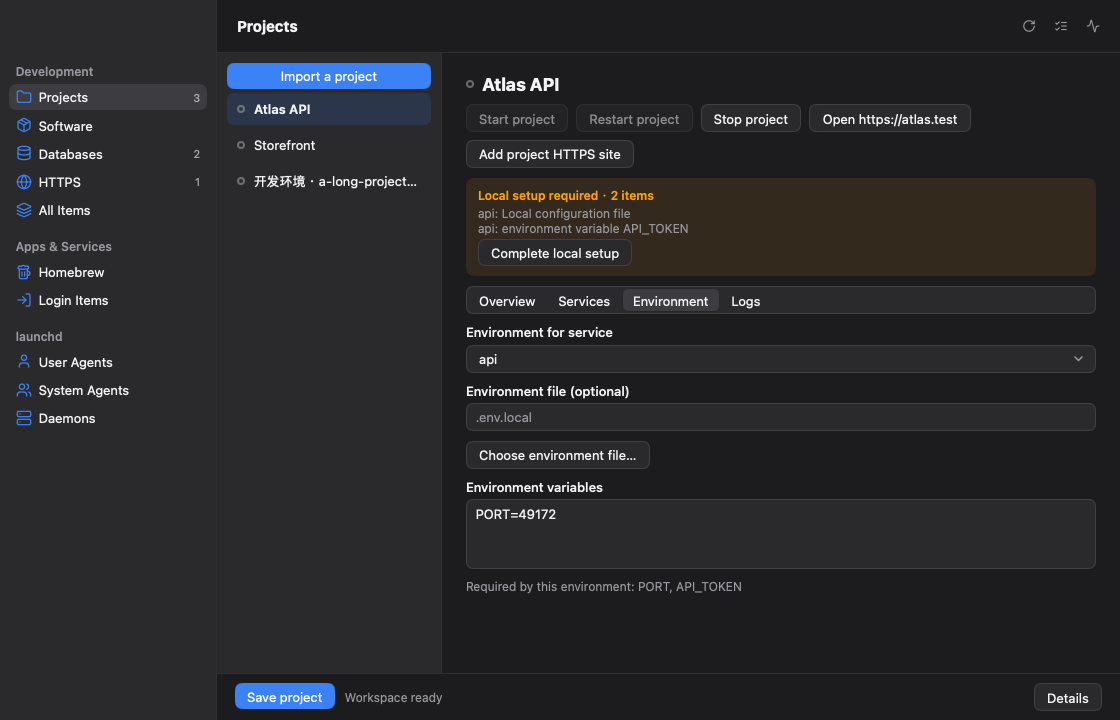 Projects
Development
Projects 3
Software
Databases 2
HTTPS 1
All Items
Apps & Services
Homebrew
Login Items
launchd
User Agents
System Agents
Daemons
Import a project
Atlas API
Storefront
开发环境 · a-long-project...
Atlas API
Start project Restart project Stop project Open https://atlas.test
Add project HTTPS site
Local setup required · 2 items
api: Local configuration file
api: environment variable API_TOKEN
Complete local setup
Overview Services Environment Logs
Environment for service
api
Environment file (optional)
.env.local
Choose environment file...
Environment variables
PORT=49172
Required by this environment: PORT, API_TOKEN
Save project Workspace ready Details